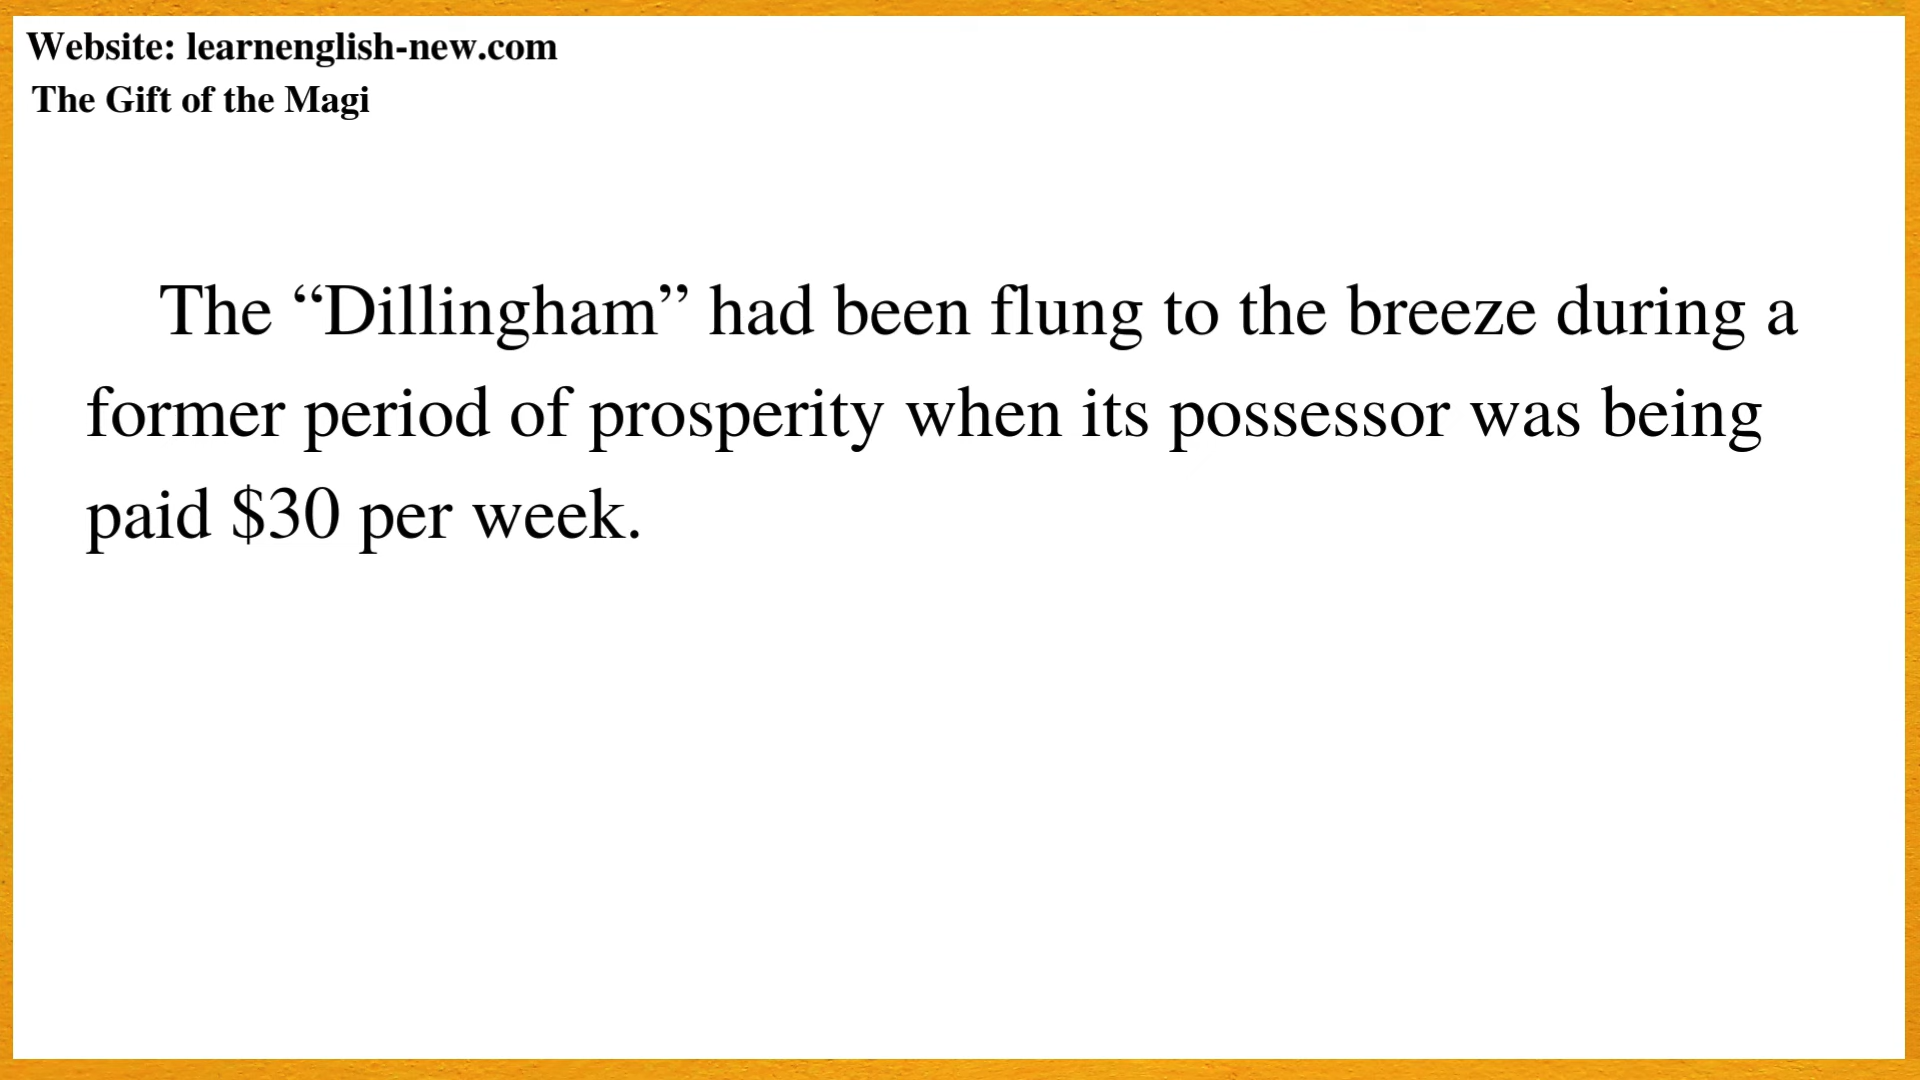 Website: learnenglish-new.com
The Gift of the Magi
The “Dillingham” had been flung to the breeze during a
former period of prosperity when its possessor was being
paid $30 per week.